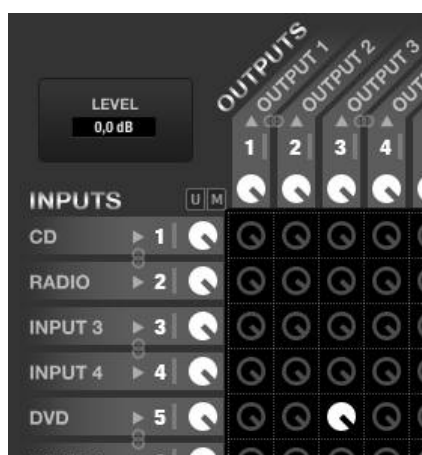 OUTPUTS
OUTPUT 1
OUTPUT 2
OUTPUT 3
LEVEL
0,0 dB
1 2 3 4
INPUTS U M
CD 1
RADIO 2
INPUT 3 3
INPUT 4 4
DVD 5